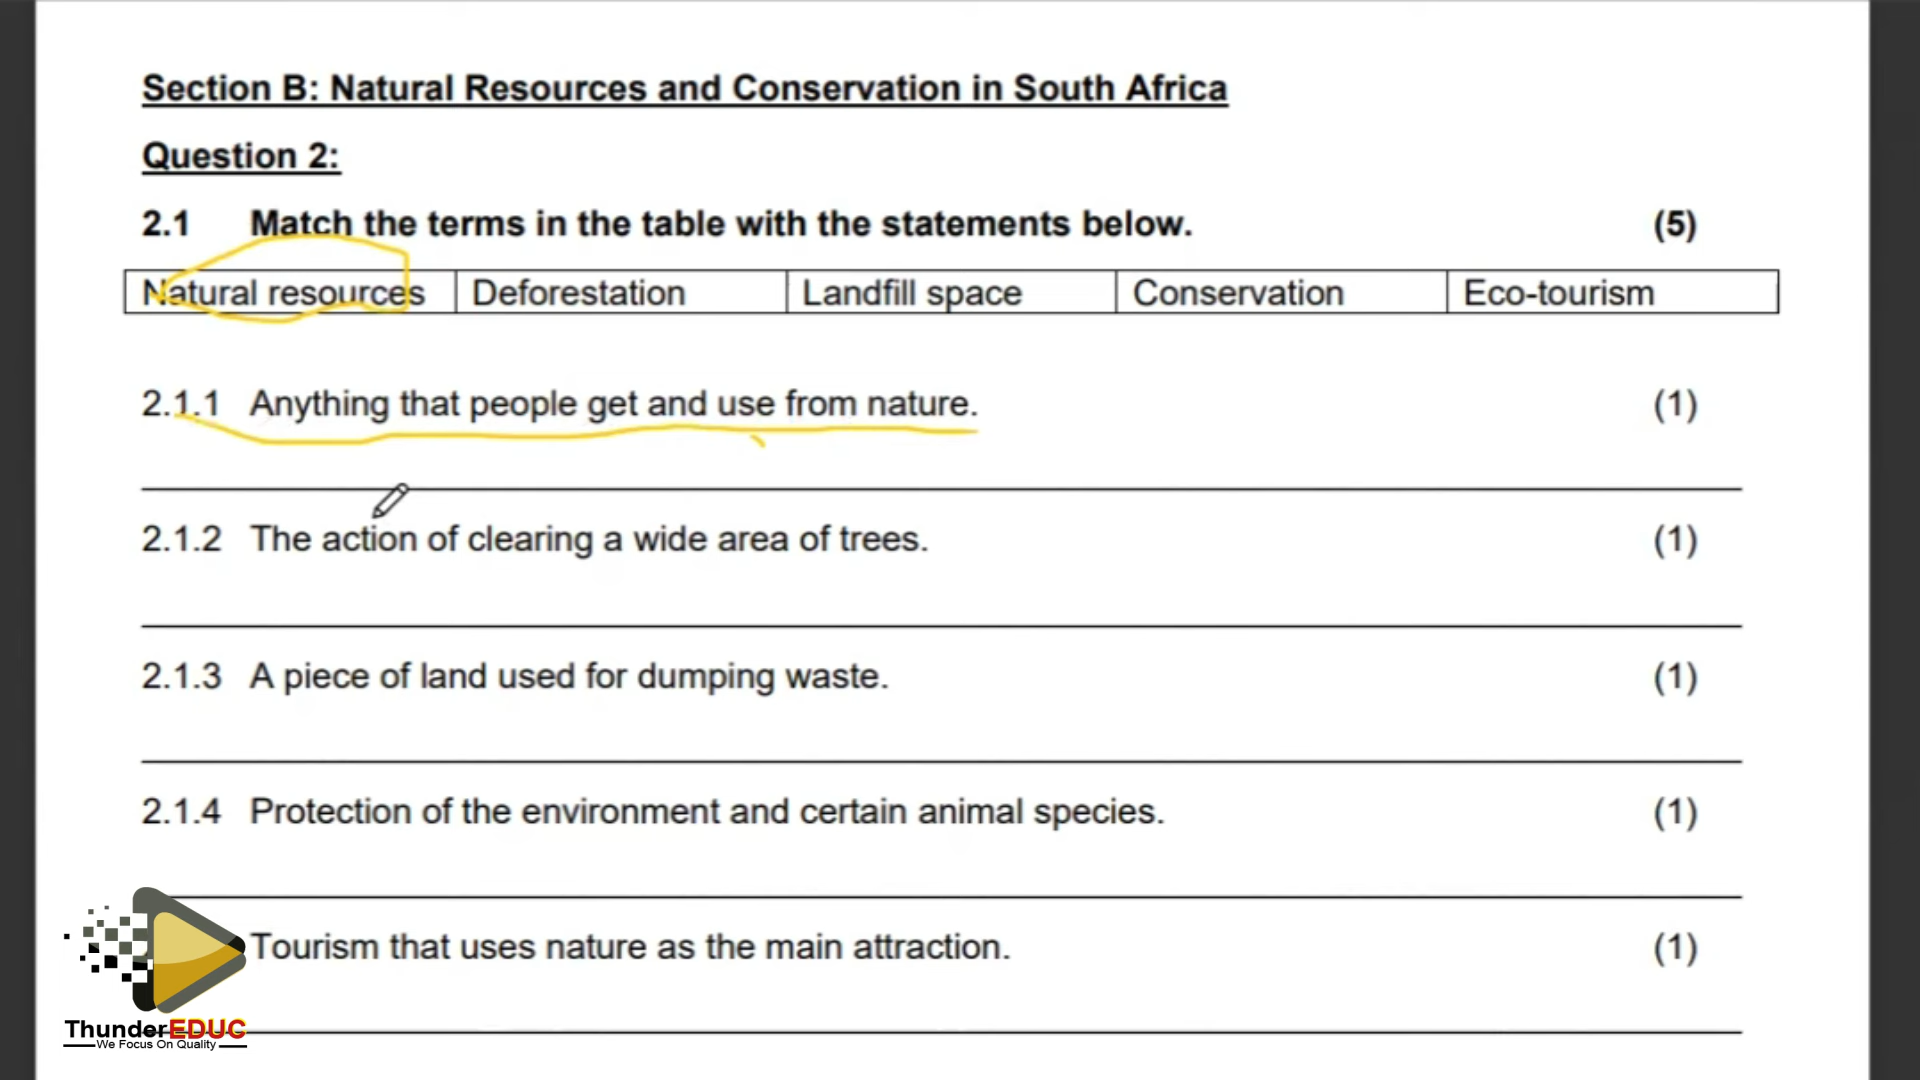 Section B: Natural Resources and Conservation in South Africa
Question 2:
2.1 Match the terms in the table with the statements below. (5)
Natural resources Deforestation Landfill space Conservation Eco-tourism
2.1.1 Anything that people get and use from nature. (1)
2.1.2 The action of clearing a wide area of trees. (1)
2.1.3 A piece of land used for dumping waste. (1)
2.1.4 Protection of the environment and certain animal species. (1)
Tourism that uses nature as the main attraction. (1)
ThunderEDUC
We Focus On Quality